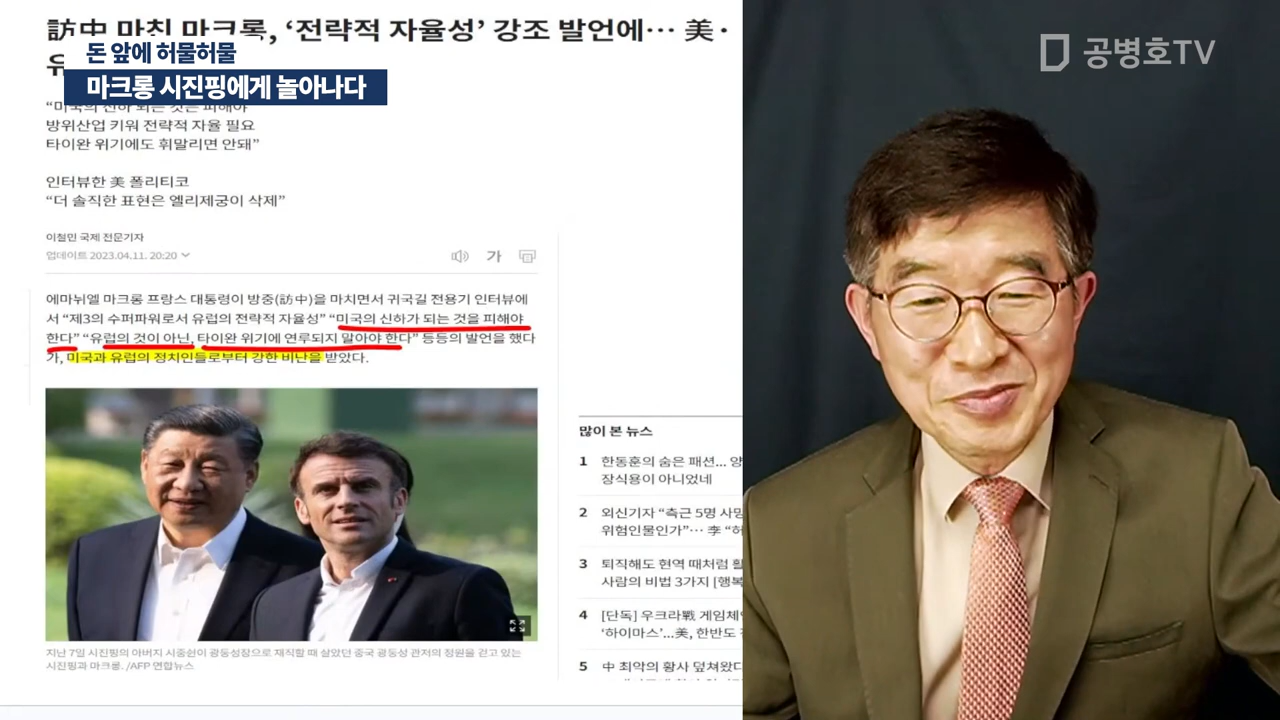 訪中 마친 마크롱, ‘전략적 자율성’ 강조 발언에… 美·
유
돈 앞에 허물허물
마크롱 시진핑에게 놀아나다
“미국의 신하 되는 것은 피해야
방위산업 키워 전략적 자율 필요
타이완 위기에도 휘말리면 안돼”
인터뷰한 美 폴리티코
“더 솔직한 표현은 엘리제궁이 삭제”
이철민 국제 전문기자
업데이트 2023.04.11. 20:20
가
에마뉘엘 마크롱 프랑스 대통령이 방중(訪中)을 마치면서 귀국길 전용기 인터뷰에
서 “제3의 수퍼파워로서 유럽의 전략적 자율성” “미국의 신하가 되는 것을 피해야
한다” “유럽의 것이 아닌, 타이완 위기에 연루되지 말아야 한다” 등등의 발언을 했다
가, 미국과 유럽의 정치인들로부터 강한 비난을 받았다.
지난 7일 시진핑의 아버지 시중쉰이 광둥성장으로 재직할 때 살았던 중국 광둥성 관저의 정원을 걷고 있는
시진핑과 마크롱. /AFP 연합뉴스
많이 본 뉴스
1 한동훈의 숨은 패션... 양
장식용이 아니었네
2 외신기자 “측근 5명 사망
위험인물인가”… 李 “허
3 퇴직해도 현역 때처럼 활
사람의 비법 3가지 [행복
4 [단독] 우크라戰 게임체인
‘하이마스’...美, 한반도
5 中 최악의 황사 덮쳐왔다
공병호TV